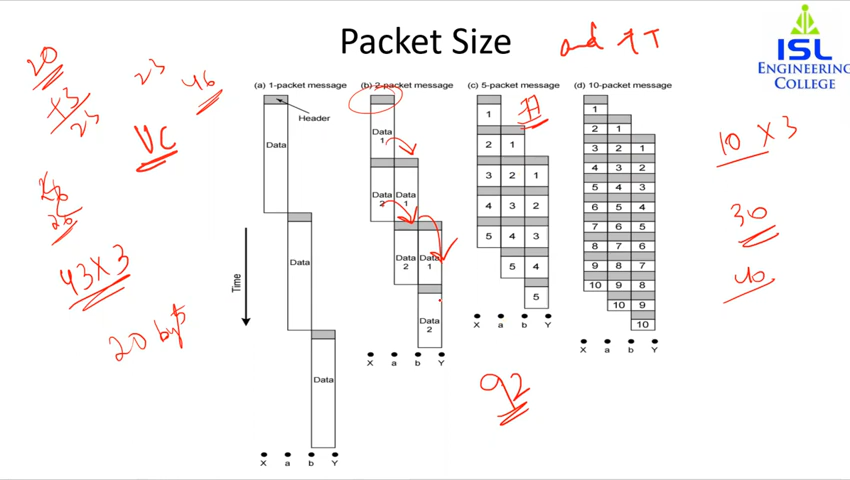 Packet Size
ISL
ENGINEERING
COLLEGE
and
20
+3
23
23
46
VC
43X3
20
10 X 3
30
40
92
(a) 1-packet message
(b) 2-packet message
(c) 5-packet message
(d) 10-packet message
Header
Data
Data
Data
Time
X a b Y
Data
1
Data Data
2 1
Data Data
2 1
Data
2
X a b Y
1
2 1
3 2 1
4 3 2
5 4 3
5 4
5
X a b Y
1
2 1
3 2 1
4 3 2
5 4 3
6 5 4
7 6 5
8 7 6
9 8 7
10 9 8
10 9
10
X a b Y